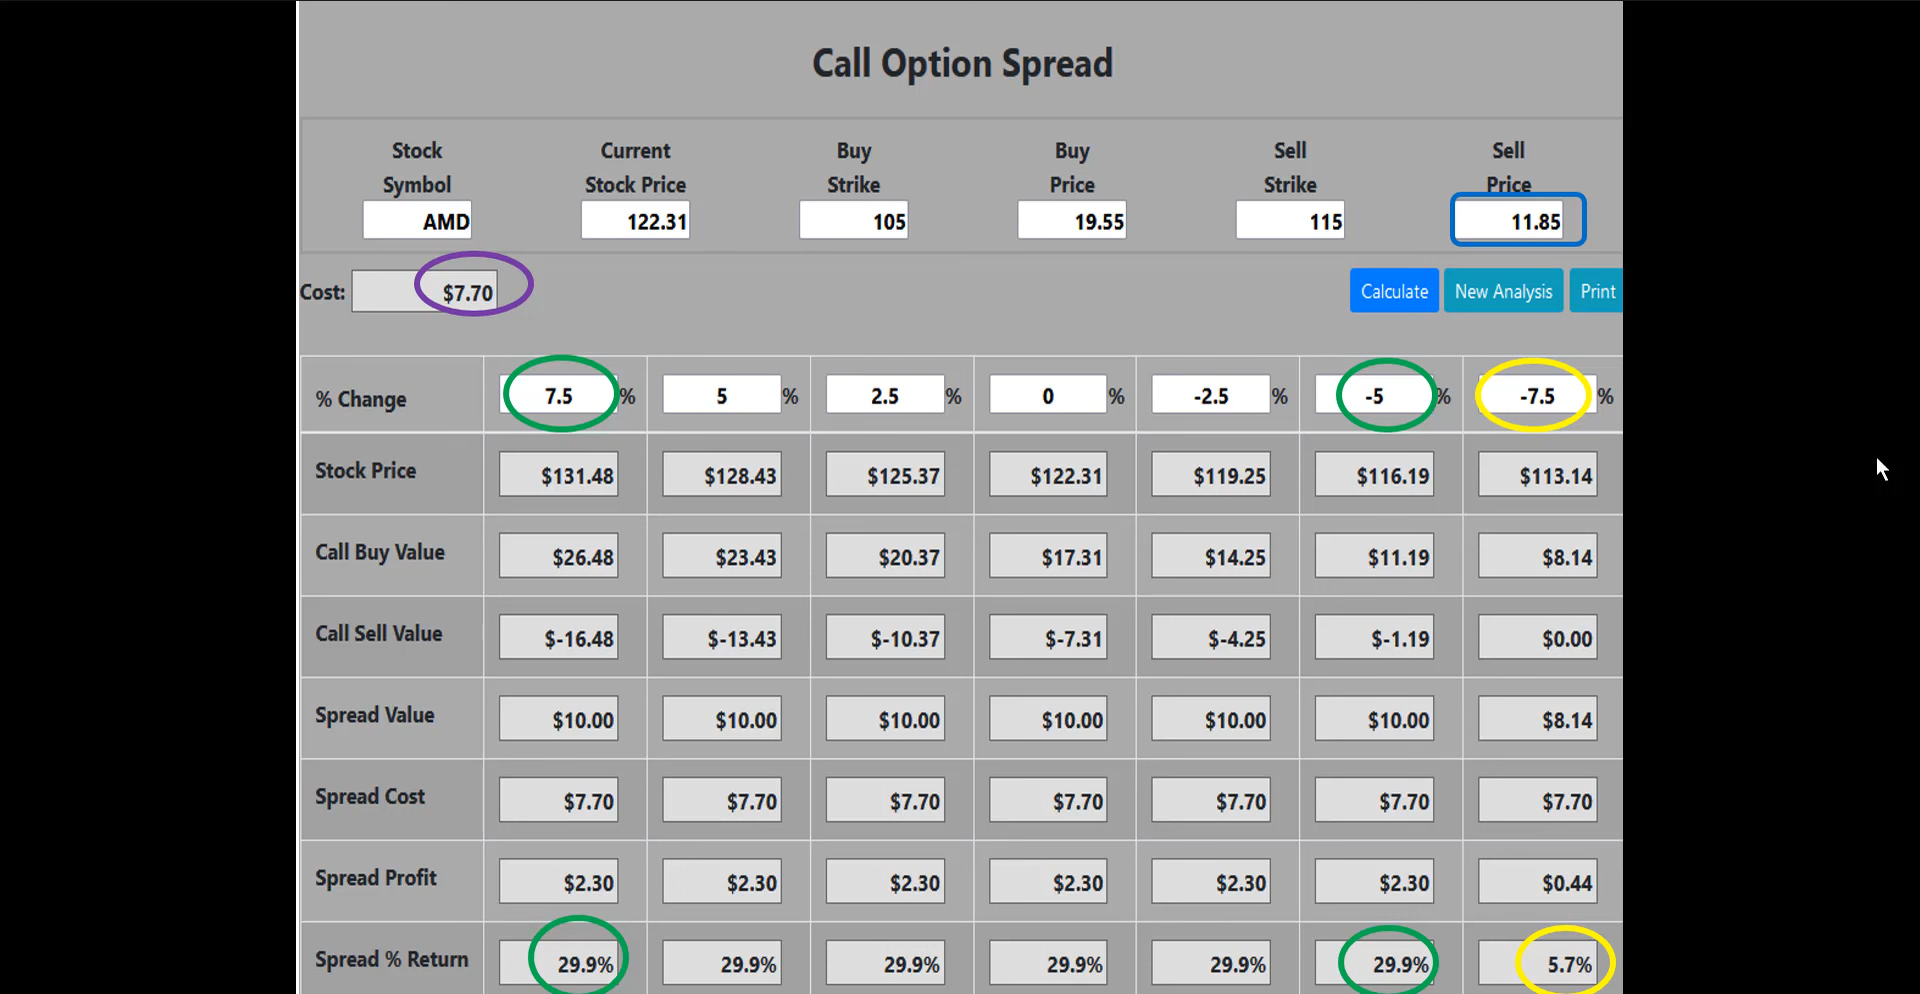 Call Option Spread
Stock Symbol Current Stock Price Buy Strike Buy Price Sell Strike Sell Price
AMD 122.31 105 19.55 115 11.85
Cost: $7.70 Calculate New Analysis Print
% Change 7.5 % 5 % 2.5 % 0 % -2.5 % -5 % -7.5 %
Stock Price $131.48 $128.43 $125.37 $122.31 $119.25 $116.19 $113.14
Call Buy Value $26.48 $23.43 $20.37 $17.31 $14.25 $11.19 $8.14
Call Sell Value $-16.48 $-13.43 $-10.37 $-7.31 $-4.25 $-1.19 $0.00
Spread Value $10.00 $10.00 $10.00 $10.00 $10.00 $10.00 $8.14
Spread Cost $7.70 $7.70 $7.70 $7.70 $7.70 $7.70 $7.70
Spread Profit $2.30 $2.30 $2.30 $2.30 $2.30 $2.30 $0.44
Spread % Return 29.9% 29.9% 29.9% 29.9% 29.9% 29.9% 5.7%